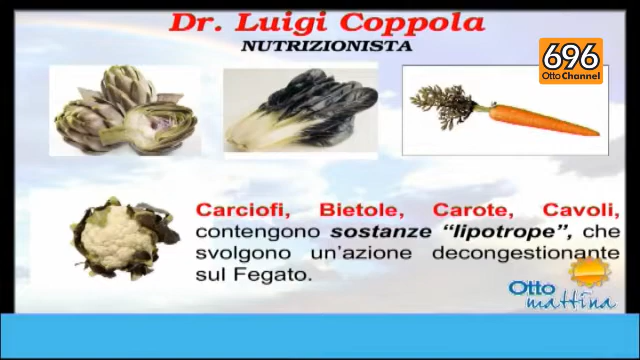 Dr. Luigi Coppola
NUTRIZIONISTA
696
Otto Channel
Carciofi, Bietole, Carote, Cavoli,
contengono sostanze “lipotrope”, che
svolgono un'azione decongestionante
sul Fegato.
Otto
mattina